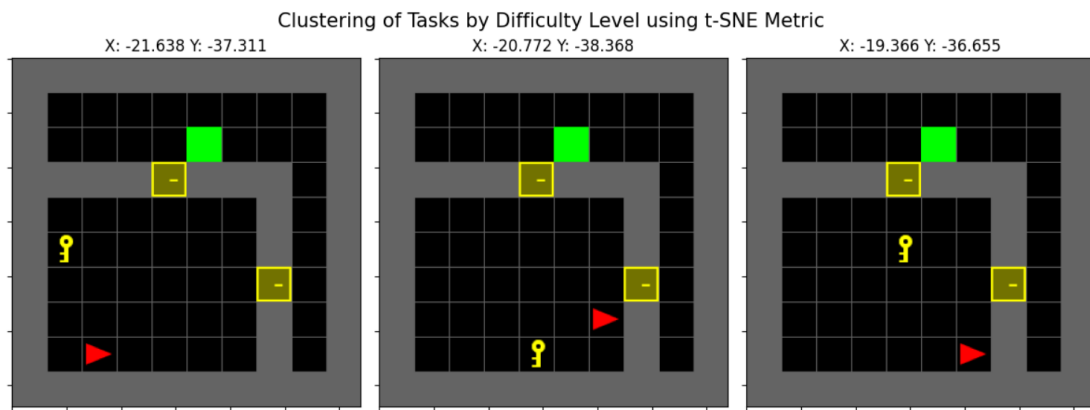 Clustering of Tasks by Difficulty Level using t-SNE Metric
X: -21.638 Y: -37.311
X: -20.772 Y: -38.368
X: -19.366 Y: -36.655